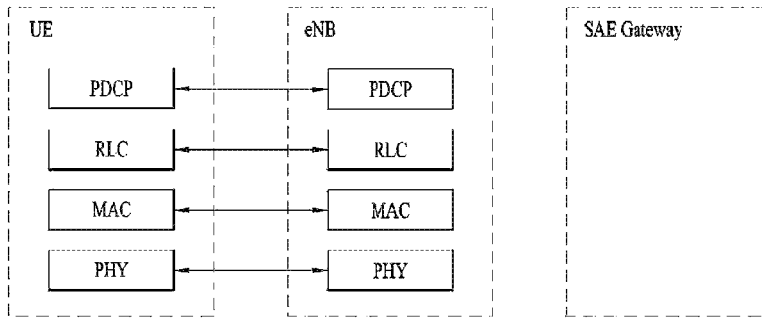 UE
eNB
SAE Gateway
PDCP
PDCP
RLC
RLC
MAC
MAC
PHY
PHY